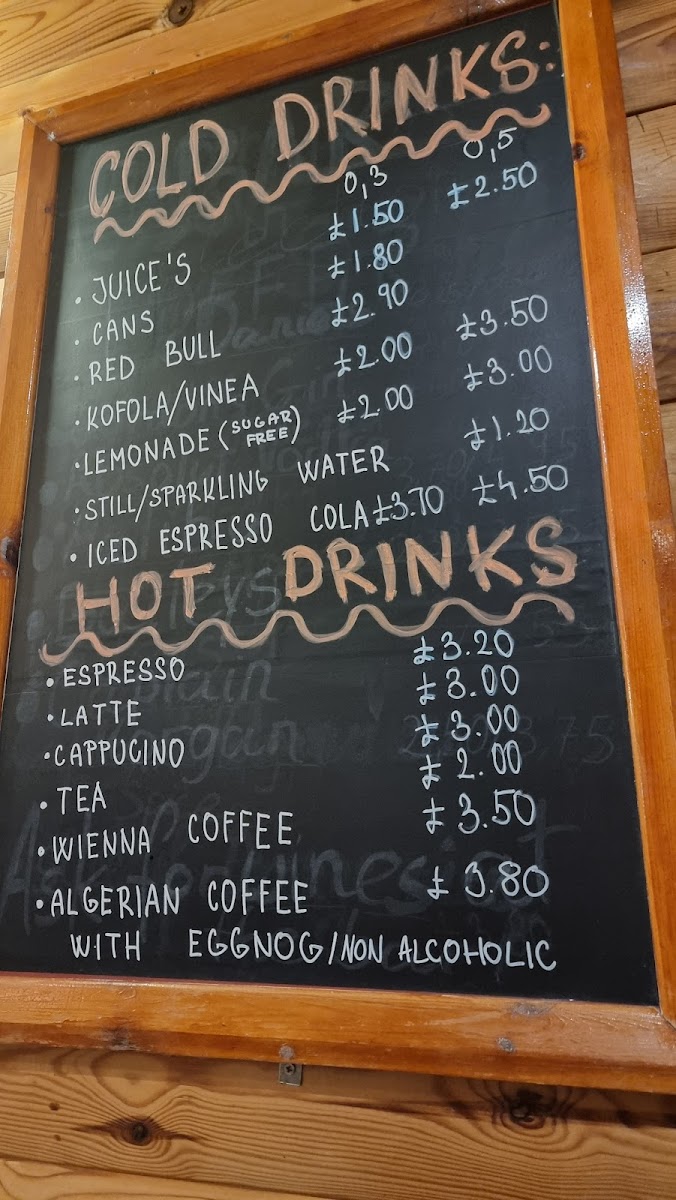 COLD DRINKS:
0,3 0,5
• JUICE'S £1.50 £2.50
• CANS £1.80
• RED BULL £2.90
• KOFOLA/VINEA £2.00 £3.50
• LEMONADE (SUGAR FREE) £2.00 £3.00
• STILL/SPARKLING WATER £1.20
• ICED ESPRESSO COLA £3.70 £4.50
HOT DRINKS
• ESPRESSO £3.20
• LATTE £3.00
• CAPPUCINO £3.00
• TEA £2.00
• WIENNA COFFEE £3.50
• ALGERIAN COFFEE £3.80
WITH EGGNOG/NON ALCOHOLIC